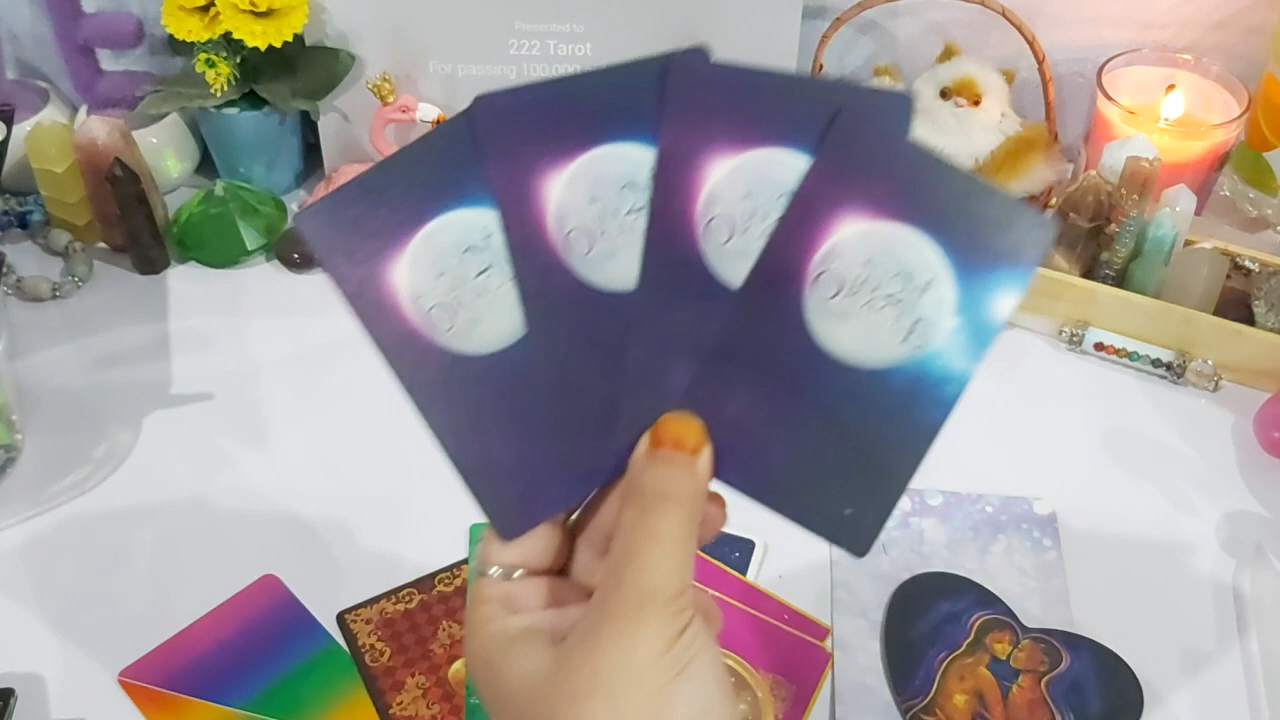 Presented to
222 Tarot
For passing 100,000
E